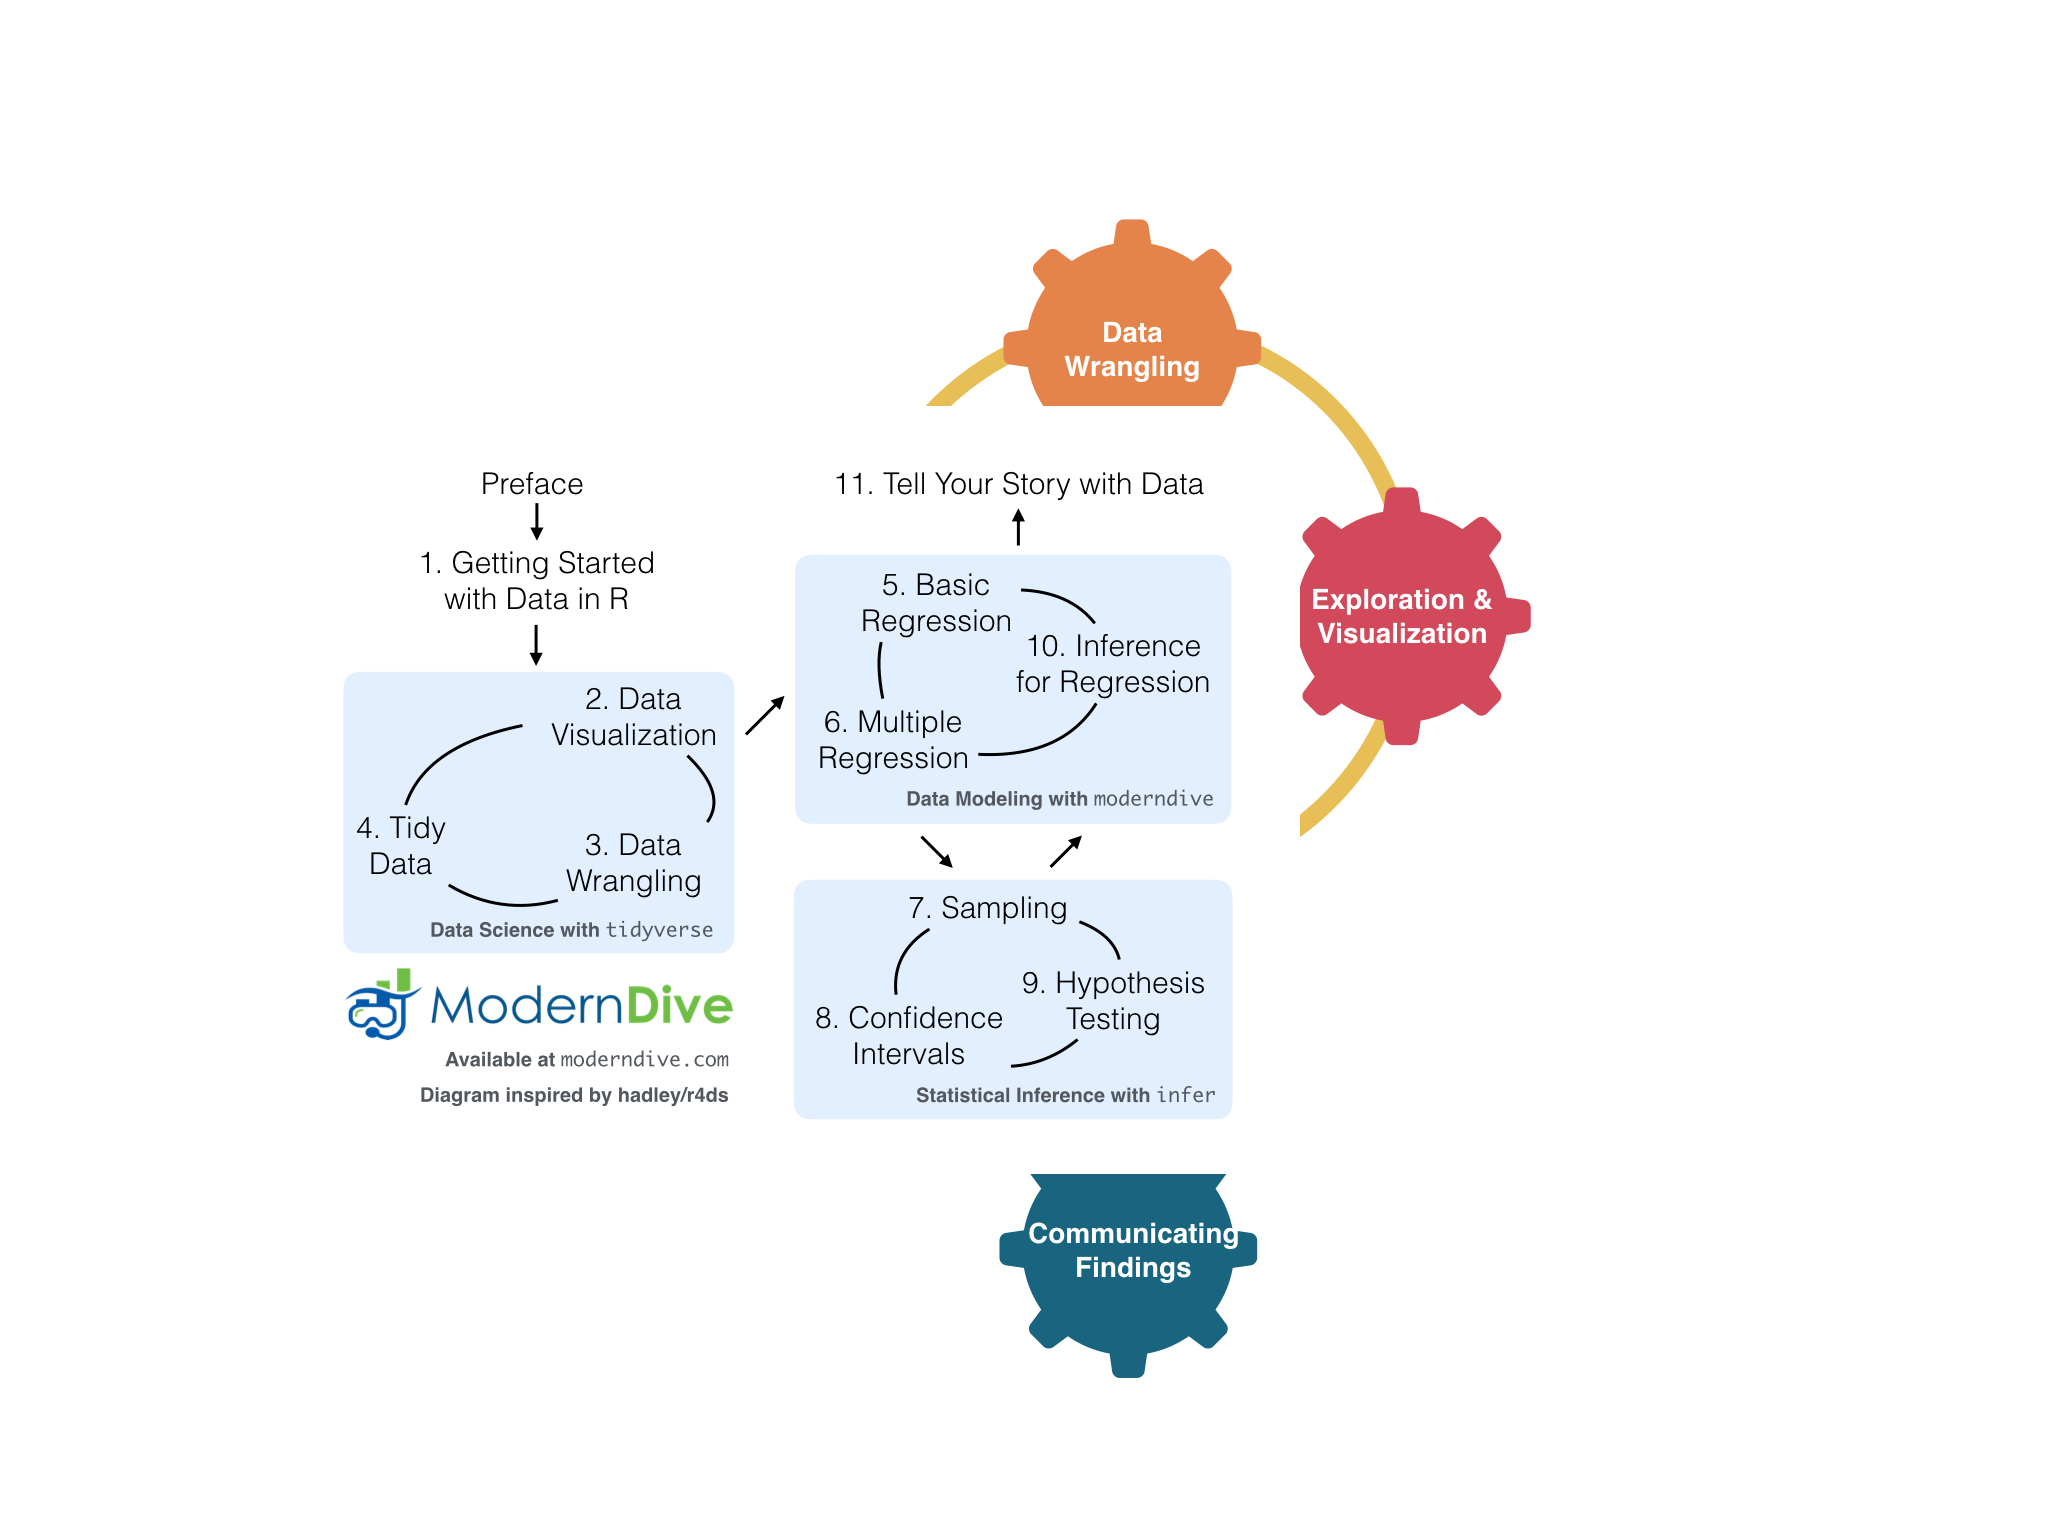 Data
Wrangling
Exploration &
Visualization
Preface
1. Getting Started
with Data in R
2. Data
Visualization
4. Tidy
Data
3. Data
Wrangling
Data Science with tidyverse
ModernDive
Available at moderndive.com
Diagram inspired by hadley/r4ds
11. Tell Your Story with Data
5. Basic
Regression
10. Inference
for Regression
6. Multiple
Regression
Data Modeling with moderndive
7. Sampling
9. Hypothesis
Testing
8. Confidence
Intervals
Statistical Inference with infer
Communicating
Findings